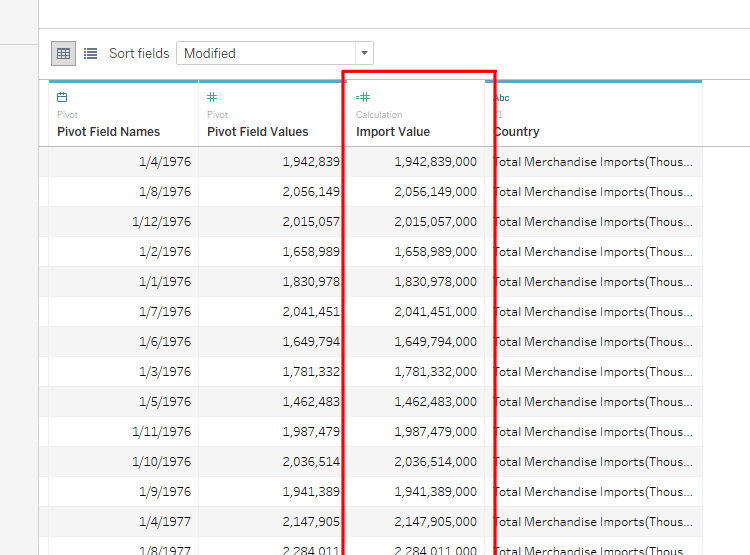 Sort fields Modified
Abc
Pivot Pivot Calculation
Pivot Field Names Pivot Field Values Import Value Country
1/4/1976 1,942,839 1,942,839,000 Total Merchandise Imports(Thous...
1/8/1976 2,056,149 2,056,149,000 Total Merchandise Imports(Thous...
1/12/1976 2,015,057 2,015,057,000 Total Merchandise Imports(Thous...
1/2/1976 1,658,989 1,658,989,000 Total Merchandise Imports(Thous...
1/1/1976 1,830,978 1,830,978,000 Total Merchandise Imports(Thous...
1/7/1976 2,041,451 2,041,451,000 Total Merchandise Imports(Thous...
1/6/1976 1,649,794 1,649,794,000 Total Merchandise Imports(Thous...
1/3/1976 1,781,332 1,781,332,000 Total Merchandise Imports(Thous...
1/5/1976 1,462,483 1,462,483,000 Total Merchandise Imports(Thous...
1/11/1976 1,987,479 1,987,479,000 Total Merchandise Imports(Thous...
1/10/1976 2,036,514 2,036,514,000 Total Merchandise Imports(Thous...
1/9/1976 1,941,389 1,941,389,000 Total Merchandise Imports(Thous...
1/4/1977 2,147,905 2,147,905,000 Total Merchandise Imports(Thous...
1/8/1977 2,284,011 2,284,011,000 Total Merchandise Imports(Thous...